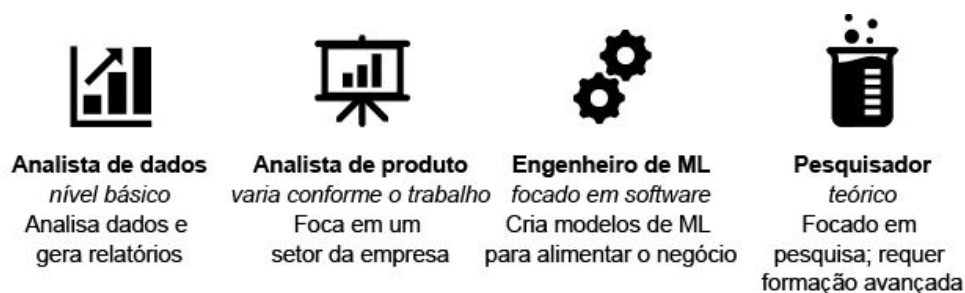 Analista de dados
nível básico
Analisa dados e
gera relatórios
Analista de produto
varia conforme o trabalho
Foca em um
setor da empresa
Engenheiro de ML
focado em software
Cria modelos de ML
para alimentar o negócio
Pesquisador
teórico
Focado em
pesquisa; requer
formação avançada